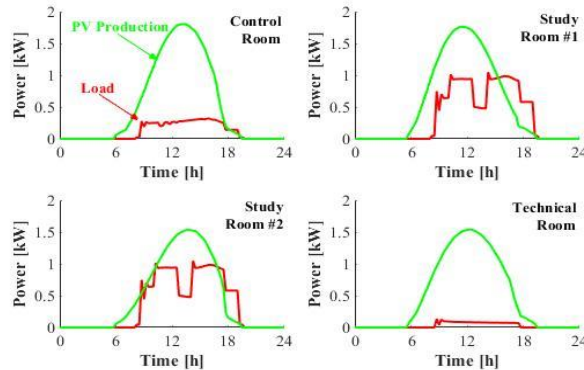 2
1.5
1
0.5
0
Power [kW]
PV Production
Load
Control
Room
0 6 12 18 24
Time [h]
2
1.5
1
0.5
0
Power [kW]
Study
Room #1
0 6 12 18 24
Time [h]
2
1.5
1
0.5
0
Power [kW]
Study
Room #2
0 6 12 18 24
Time [h]
2
1.5
1
0.5
0
Power [kW]
Technical
Room
0 6 12 18 24
Time [h]